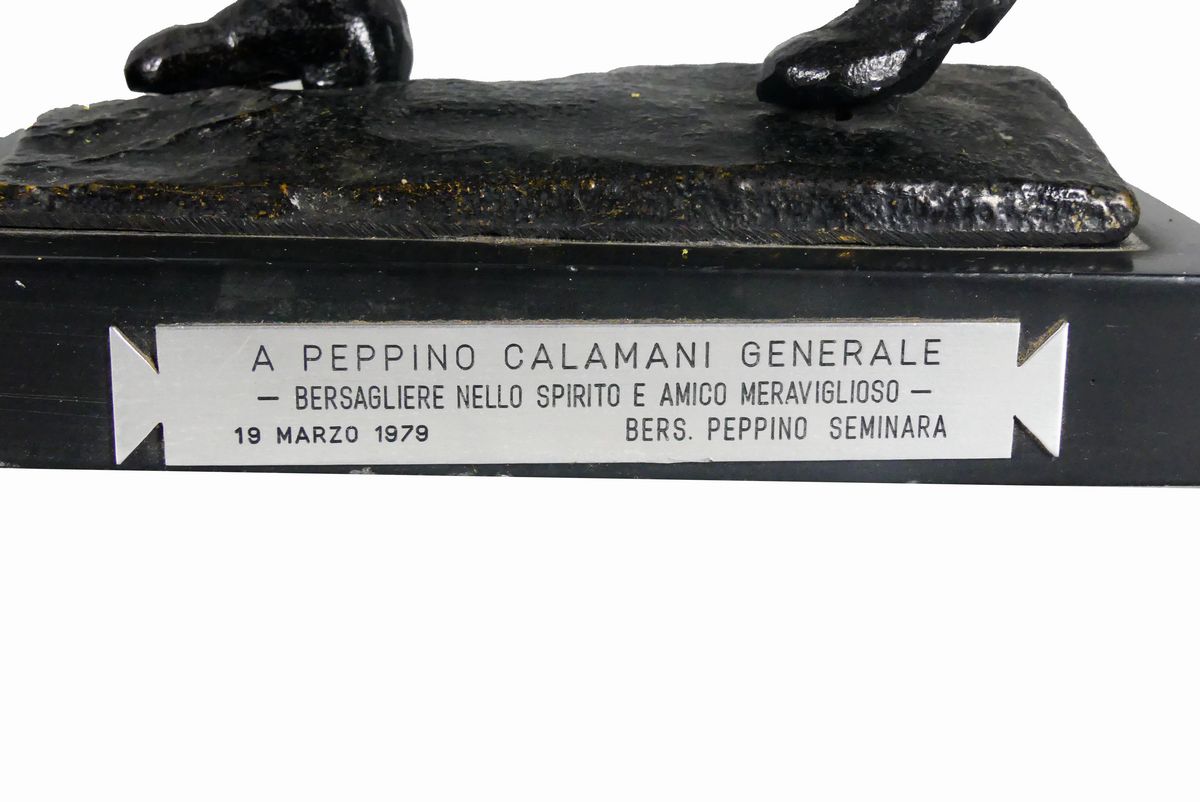 A PEPPINO CALAMANI GENERALE
— BERSAGLIERE NELLO SPIRITO E AMICO MERAVIGLIOSO —
19 MARZO 1979 BERS. PEPPINO SEMINARA